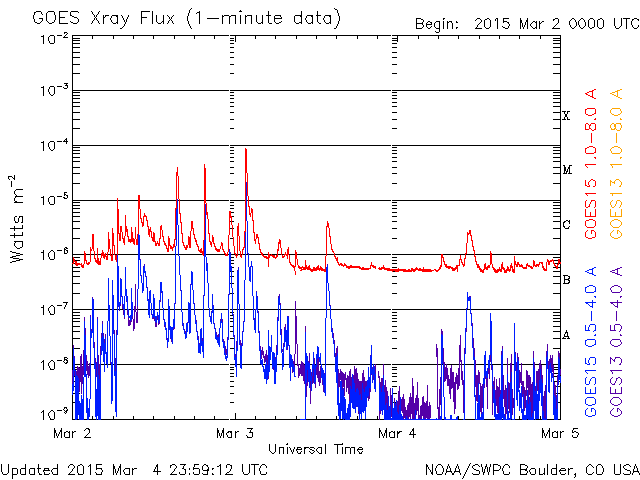 GOES Xray Flux (1-minute data)
Begin: 2015 Mar 2 0000 UTC
10-2
10-3
10-4
10-5
10-6
10-7
10-8
10-9
Watts m-2
X
M
C
B
A
GOES15 1.0-8.0 A
GOES13 1.0-8.0 A
GOES15 0.5-4.0 A
GOES13 0.5-4.0 A
Mar 2
Mar 3
Mar 4
Mar 5
Universal Time
Updated 2015 Mar 4 23:59:12 UTC
NOAA/SWPC Boulder, CO USA